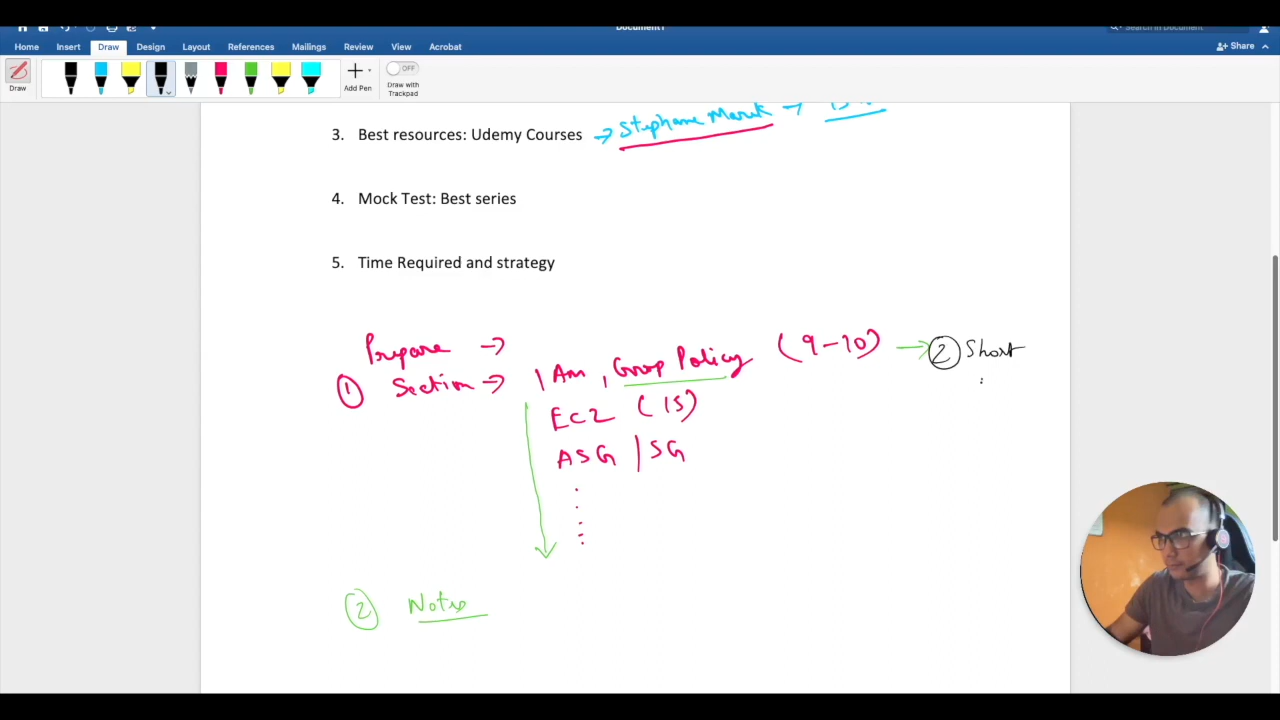 Home Insert Draw Design Layout References Mailings Review View Acrobat Share
OFF
Draw Add Pen Draw with Trackpad
3. Best resources: Udemy Courses → Stephane Marek →
4. Mock Test: Best series
5. Time Required and strategy
Prepare →
① Section → I Am, Group Policy (9-10) → ② Short
EC2 (15)
ASG | SG
② Notes